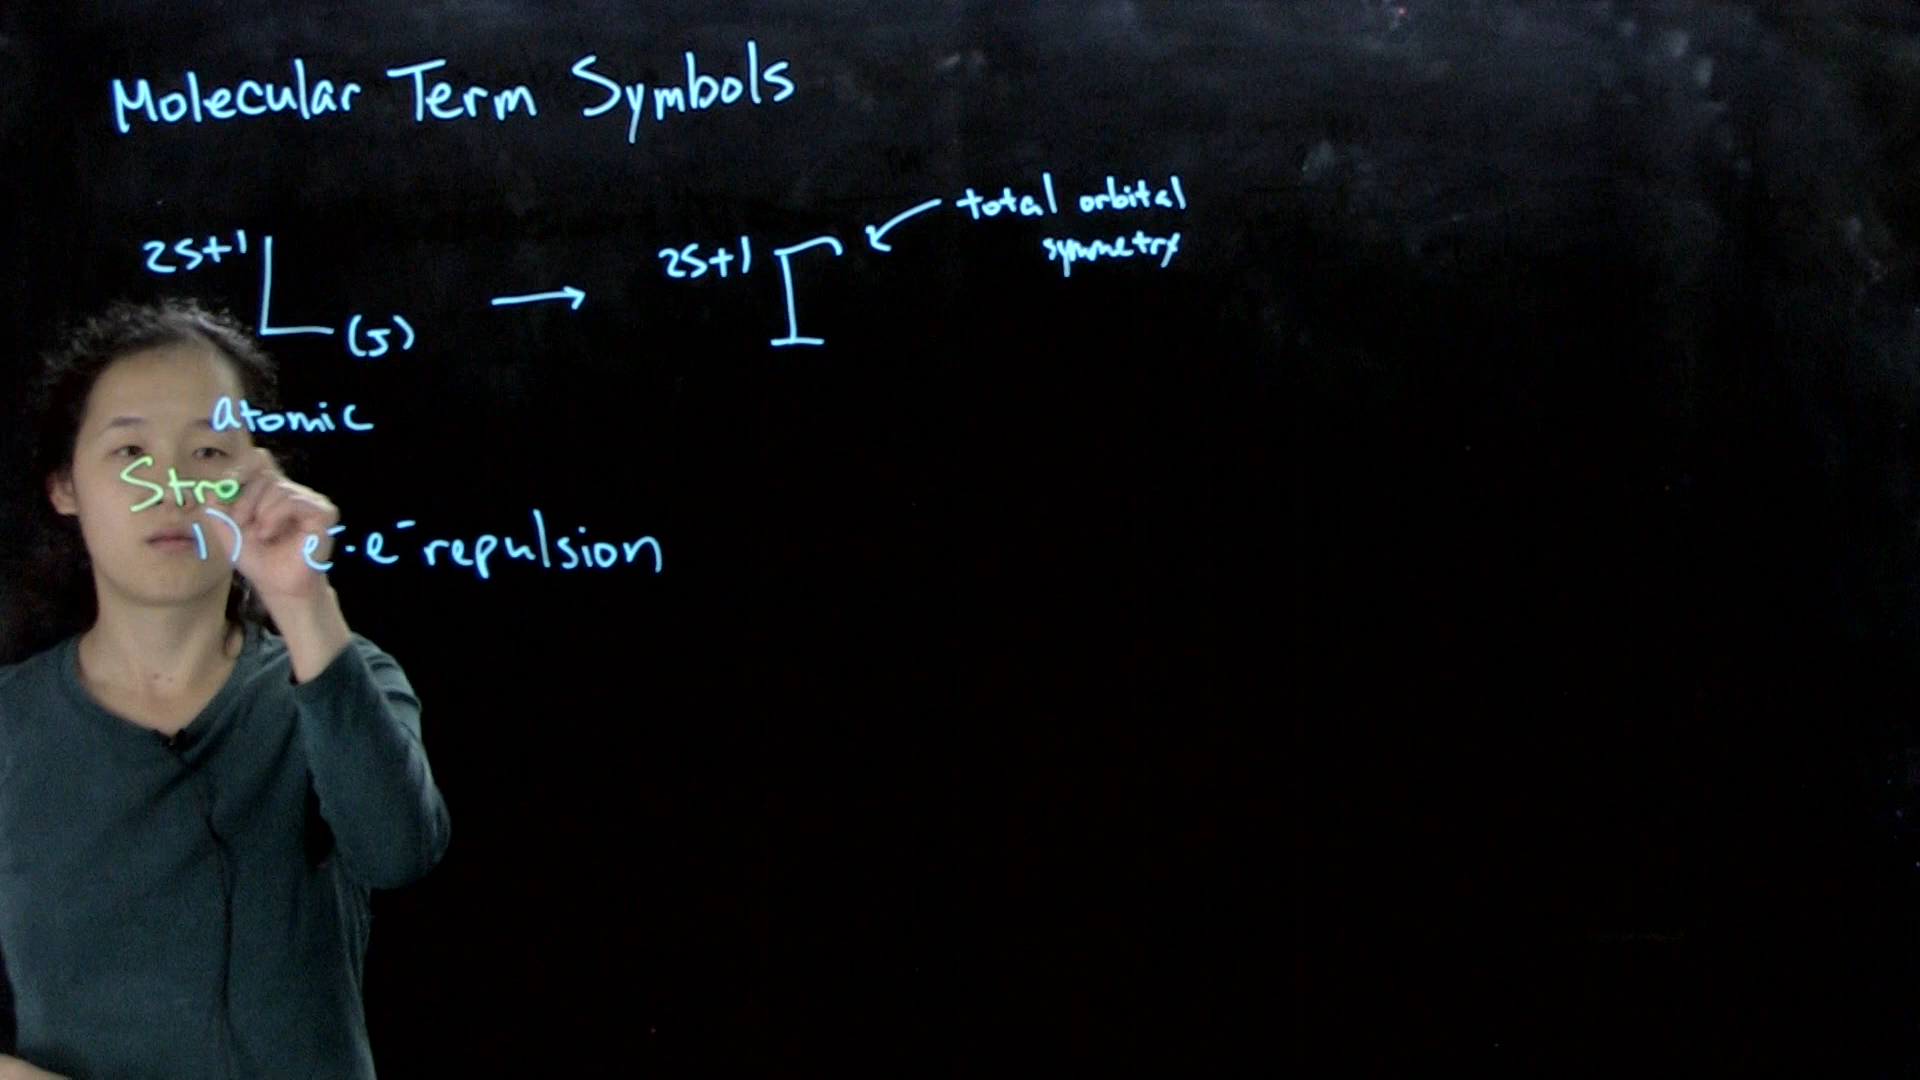 Molecular Term Symbols
2S+1 L (J) → 2S+1 Γ ← total orbital
symmetry
atomic
Stro
1) e⁻-e⁻ repulsion